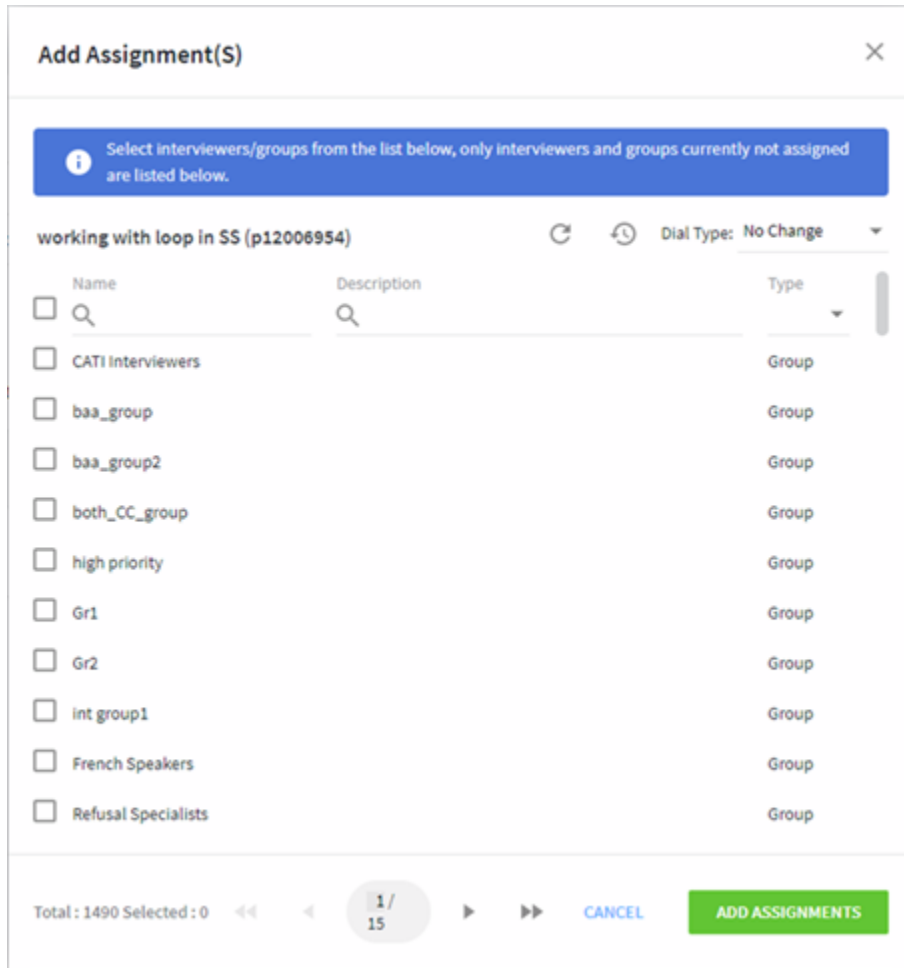 Add Assignment(S)
Select interviewers/groups from the list below, only interviewers and groups currently not assigned
are listed below.
working with loop in SS (p12006954) Dial Type: No Change
Name Description Type
CATI Interviewers Group
baa_group Group
baa_group2 Group
both_CC_group Group
high priority Group
Gr1 Group
Gr2 Group
int group1 Group
French Speakers Group
Refusal Specialists Group
Total : 1490 Selected : 0 1 /
15 CANCEL ADD ASSIGNMENTS